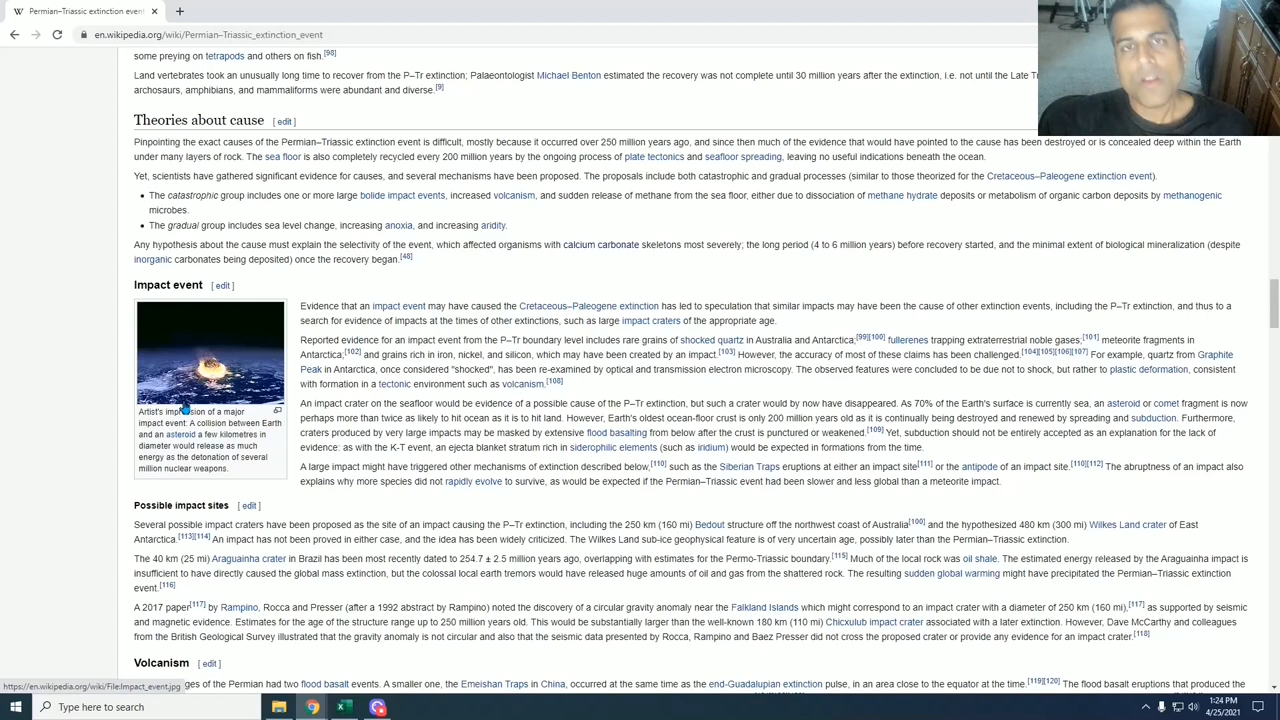 Permian–Triassic extinction even
en.wikipedia.org/wiki/Permian–Triassic_extinction_event
some preying on tetrapods and others on fish.[98]
Land vertebrates took an unusually long time to recover from the P–Tr extinction; Palaeontologist Michael Benton estimated the recovery was not complete until 30 million years after the extinction, i.e. not until the Late Tr
archosaurs, amphibians, and mammaliforms were abundant and diverse.[9]
Theories about cause [ edit ]
Pinpointing the exact causes of the Permian–Triassic extinction event is difficult, mostly because it occurred over 250 million years ago, and since then much of the evidence that would have pointed to the cause has been destroyed or is concealed deep within the Earth
under many layers of rock. The sea floor is also completely recycled every 200 million years by the ongoing process of plate tectonics and seafloor spreading, leaving no useful indications beneath the ocean.
Yet, scientists have gathered significant evidence for causes, and several mechanisms have been proposed. The proposals include both catastrophic and gradual processes (similar to those theorized for the Cretaceous–Paleogene extinction event).
• The catastrophic group includes one or more large bolide impact events, increased volcanism, and sudden release of methane from the sea floor, either due to dissociation of methane hydrate deposits or metabolism of organic carbon deposits by methanogenic
microbes.
• The gradual group includes sea level change, increasing anoxia, and increasing aridity.
Any hypothesis about the cause must explain the selectivity of the event, which affected organisms with calcium carbonate skeletons most severely; the long period (4 to 6 million years) before recovery started, and the minimal extent of biological mineralization (despite
inorganic carbonates being deposited) once the recovery began.[48]
Impact event [ edit ]
Artist's impression of a major
impact event: A collision between Earth
and an asteroid a few kilometres in
diameter would release as much
energy as the detonation of several
million nuclear weapons.
Evidence that an impact event may have caused the Cretaceous–Paleogene extinction has led to speculation that similar impacts may have been the cause of other extinction events, including the P–Tr extinction, and thus to a
search for evidence of impacts at the times of other extinctions, such as large impact craters of the appropriate age.
Reported evidence for an impact event from the P–Tr boundary level includes rare grains of shocked quartz in Australia and Antarctica;[99][100] fullerenes trapping extraterrestrial noble gases;[101] meteorite fragments in
Antarctica;[102] and grains rich in iron, nickel, and silicon, which may have been created by an impact.[103] However, the accuracy of most of these claims has been challenged.[104][105][106][107] For example, quartz from Graphite
Peak in Antarctica, once considered "shocked", has been re-examined by optical and transmission electron microscopy. The observed features were concluded to be due not to shock, but rather to plastic deformation, consistent
with formation in a tectonic environment such as volcanism.[108]
An impact crater on the seafloor would be evidence of a possible cause of the P–Tr extinction, but such a crater would by now have disappeared. As 70% of the Earth's surface is currently sea, an asteroid or comet fragment is now
perhaps more than twice as likely to hit ocean as it is to hit land. However, Earth's oldest ocean-floor crust is only 200 million years old as it is continually being destroyed and renewed by spreading and subduction. Furthermore,
craters produced by very large impacts may be masked by extensive flood basalting from below after the crust is punctured or weakened.[109] Yet, subduction should not be entirely accepted as an explanation for the lack of
evidence: as with the K-T event, an ejecta blanket stratum rich in siderophilic elements (such as iridium) would be expected in formations from the time.
A large impact might have triggered other mechanisms of extinction described below,[110] such as the Siberian Traps eruptions at either an impact site[111] or the antipode of an impact site.[110][112] The abruptness of an impact also
explains why more species did not rapidly evolve to survive, as would be expected if the Permian–Triassic event had been slower and less global than a meteorite impact.
Possible impact sites [ edit ]
Several possible impact craters have been proposed as the site of an impact causing the P–Tr extinction, including the 250 km (160 mi) Bedout structure off the northwest coast of Australia[100] and the hypothesized 480 km (300 mi) Wilkes Land crater of East
Antarctica.[113][114] An impact has not been proved in either case, and the idea has been widely criticized. The Wilkes Land sub-ice geophysical feature is of very uncertain age, possibly later than the Permian–Triassic extinction.
The 40 km (25 mi) Araguainha crater in Brazil has been most recently dated to 254.7 ± 2.5 million years ago, overlapping with estimates for the Permo-Triassic boundary.[115] Much of the local rock was oil shale. The estimated energy released by the Araguainha impact is
insufficient to have directly caused the global mass extinction, but the colossal local earth tremors would have released huge amounts of oil and gas from the shattered rock. The resulting sudden global warming might have precipitated the Permian–Triassic extinction
event.[116]
A 2017 paper[117] by Rampino, Rocca and Presser (after a 1992 abstract by Rampino) noted the discovery of a circular gravity anomaly near the Falkland Islands which might correspond to an impact crater with a diameter of 250 km (160 mi),[117] as supported by seismic
and magnetic evidence. Estimates for the age of the structure range up to 250 million years old. This would be substantially larger than the well-known 180 km (110 mi) Chicxulub impact crater associated with a later extinction. However, Dave McCarthy and colleagues
from the British Geological Survey illustrated that the gravity anomaly is not circular and also that the seismic data presented by Rocca, Rampino and Baez Presser did not cross the proposed crater or provide any evidence for an impact crater.[118]
Volcanism [ edit ]
ges of the Permian had two flood basalt events. A smaller one, the Emeishan Traps in China, occurred at the same time as the end-Guadalupian extinction pulse, in an area close to the equator at the time.[119][120] The flood basalt eruptions that produced the
https://en.wikipedia.org/wiki/File:Impact_event.jpg
Type here to search
1:24 PM
4/25/2021